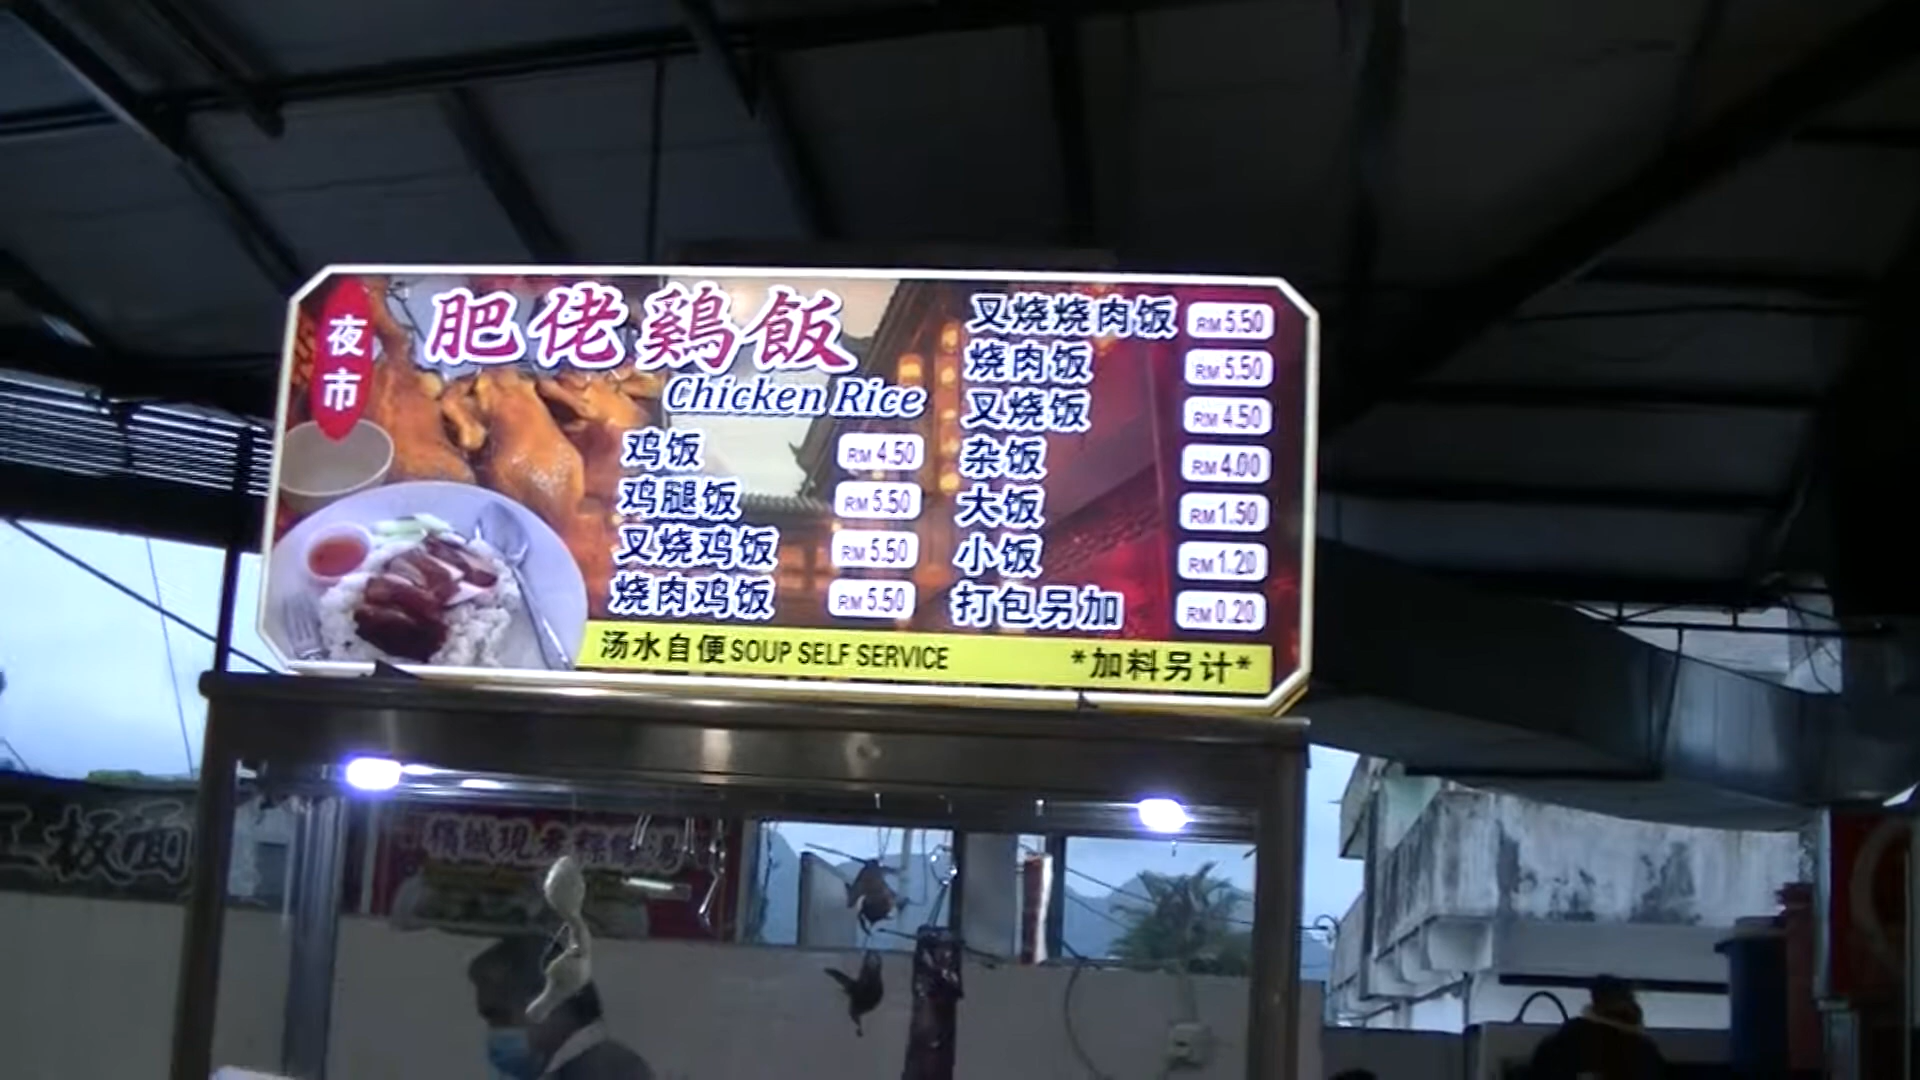 夜市
肥佬鷄飯
Chicken Rice
鸡饭 RM 4.50
鸡腿饭 RM 5.50
叉烧鸡饭 RM 5.50
烧肉鸡饭 RM 5.50
叉烧烧肉饭 RM 5.50
烧肉饭 RM 5.50
叉烧饭 RM 4.50
杂饭 RM 4.00
大饭 RM 1.50
小饭 RM 1.20
打包另加 RM 0.20
汤水自便 SOUP SELF SERVICE
*加料另计*
板面